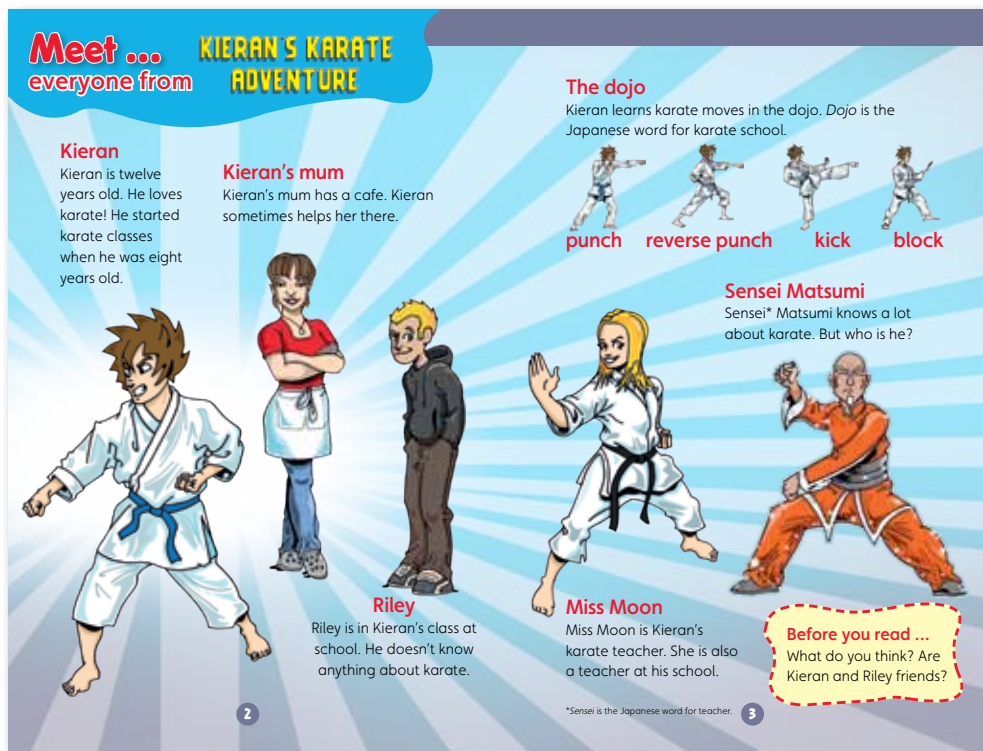 Meet ...
everyone from
KIERAN'S KARATE
ADVENTURE
Kieran
Kieran is twelve
years old. He loves
karate! He started
karate classes
when he was eight
years old.
Kieran's mum
Kieran's mum has a cafe. Kieran
sometimes helps her there.
Riley
Riley is in Kieran's class at
school. He doesn't know
anything about karate.
2
The dojo
Kieran learns karate moves in the dojo. Dojo is the
Japanese word for karate school.
punch
reverse punch
kick
block
Sensei Matsumi
Sensei* Matsumi knows a lot
about karate. But who is he?
Miss Moon
Miss Moon is Kieran's
karate teacher. She is also
a teacher at his school.
Before you read ...
What do you think? Are
Kieran and Riley friends?
*Sensei is the Japanese word for teacher.
3